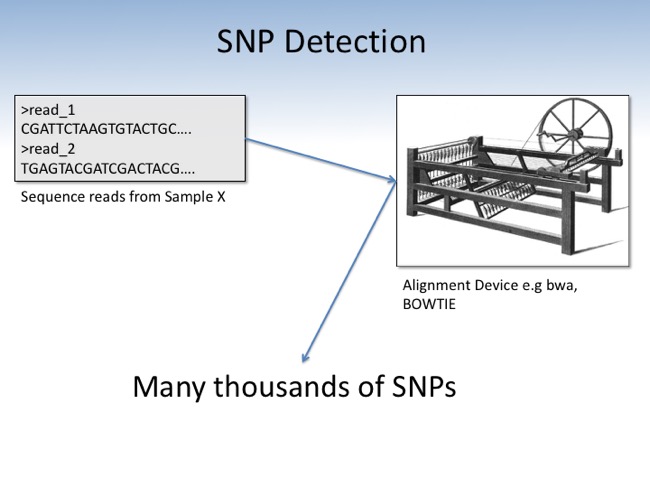 SNP Detection
>read_1
CGATTCTAAGTGTACTGC....
>read_2
TGAGTACGATCGACTACG....
Sequence reads from Sample X
Alignment Device e.g bwa,
BOWTIE
Many thousands of SNPs